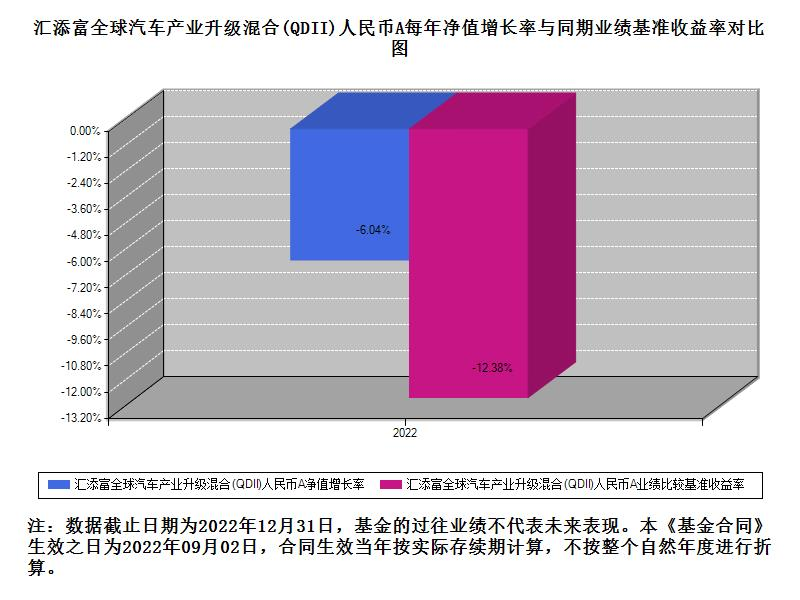 汇添富全球汽车产业升级混合(QDII)人民币A每年净值增长率与同期业绩基准收益率对比
图
0.00%
-1.20%
-2.40%
-3.60%
-4.80%
-6.00%
-7.20%
-8.40%
-9.60%
-10.80%
-12.00%
-13.20%
-6.04%
-12.38%
2022
汇添富全球汽车产业升级混合(QDII)人民币A净值增长率 汇添富全球汽车产业升级混合(QDII)人民币A业绩比较基准收益率
注：数据截止日期为2022年12月31日，基金的过往业绩不代表未来表现。本《基金合同》
生效之日为2022年09月02日，合同生效当年按实际存续期计算，不按整个自然年度进行折
算。